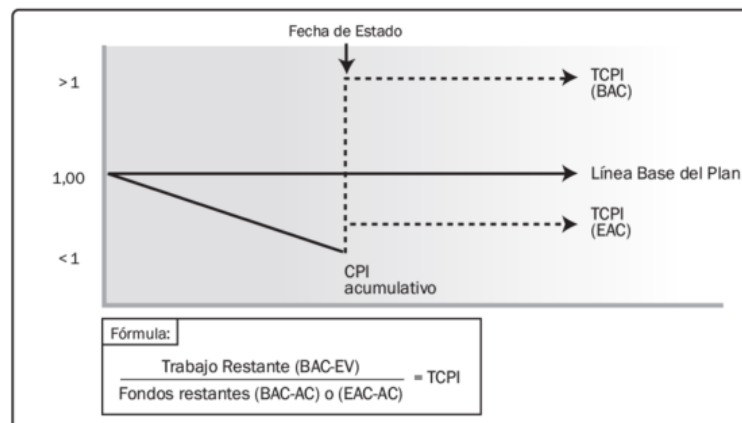 Fecha de Estado
>1
TCPI
(BAC)
1,00
Línea Base del Plan
TCPI
(EAC)
<1
CPI
acumulativo
Fórmula:
Trabajo Restante (BAC-EV)
Fondos restantes (BAC-AC) o (EAC-AC)
= TCPI